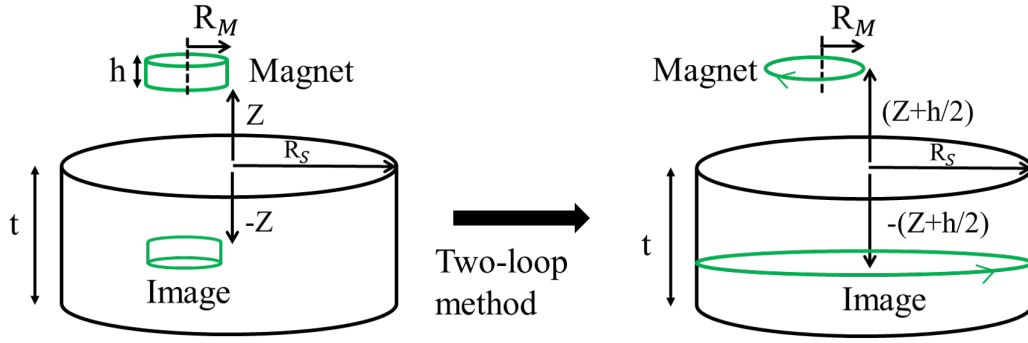 R_M
h
Magnet
Z
R_S
t
-Z
Image
Two-loop
method
R_M
Magnet
(Z+h/2)
R_S
t
-(Z+h/2)
Image